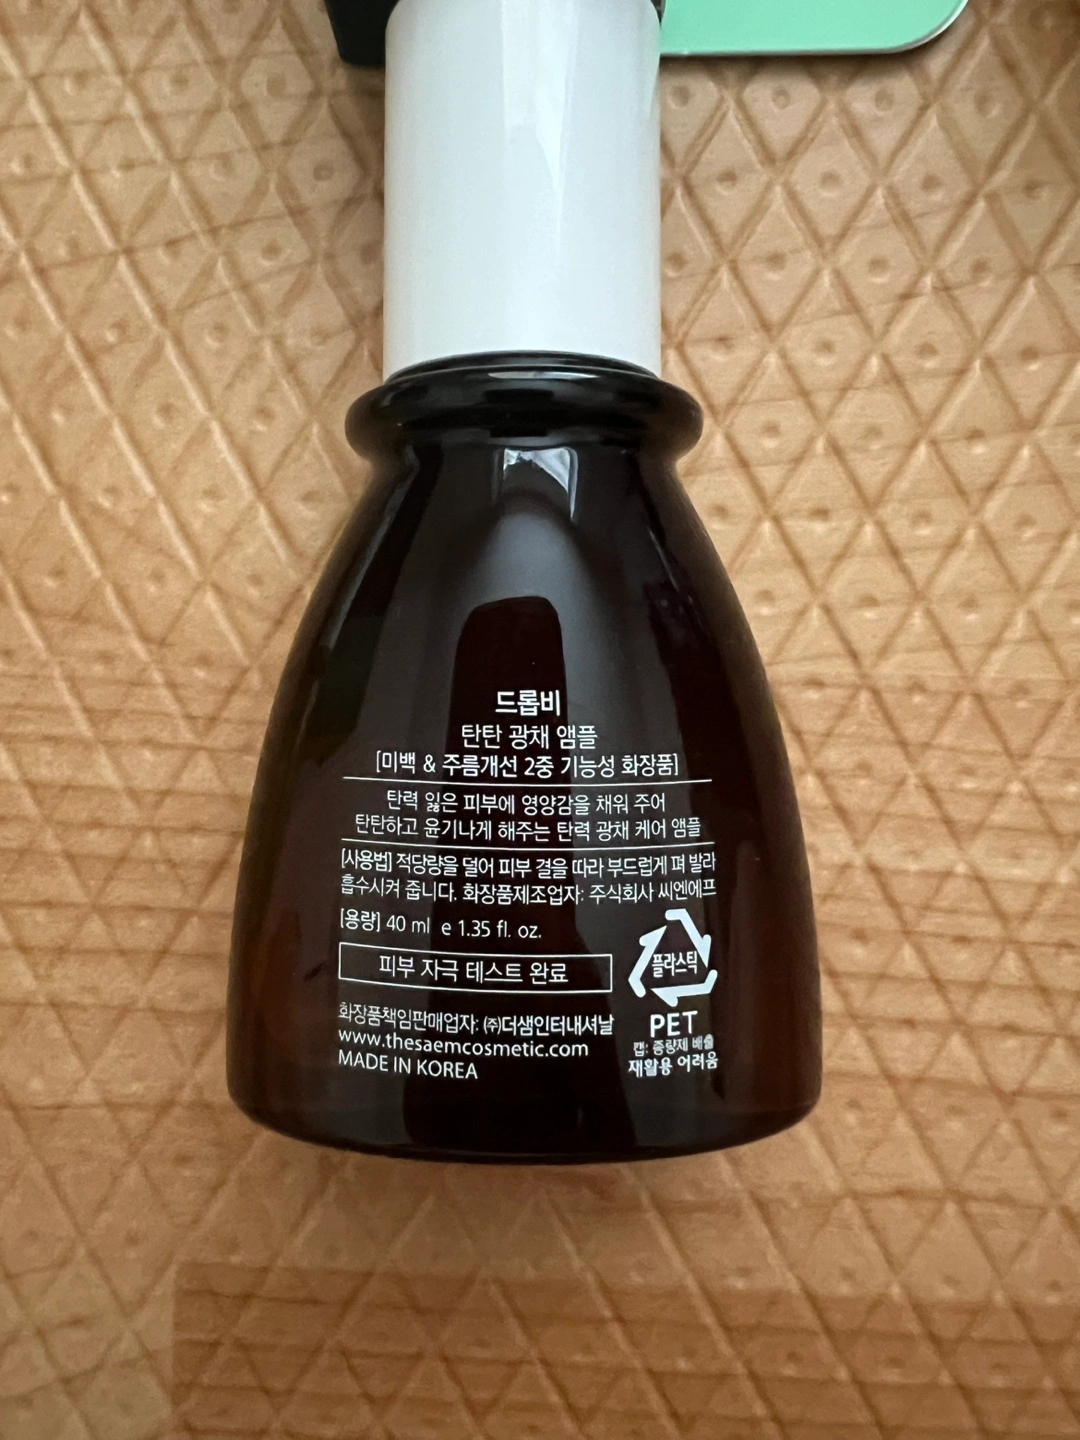 드롭비
탄탄 광채 앰플
[미백 & 주름개선 2중 기능성 화장품]
탄력 잃은 피부에 영양감을 채워 주어
탄탄하고 윤기나게 해주는 탄력 광채 케어 앰플
[사용법] 적당량을 덜어 피부 결을 따라 부드럽게 펴 발라
흡수시켜 줍니다. 화장품제조업자: 주식회사 씨엔에프
[용량] 40 ml e 1.35 fl. oz.
피부 자극 테스트 완료
화장품책임판매업자: ㈜더샘인터내셔날
www.thesaemcosmetic.com
MADE IN KOREA
플라스틱
PET
캡: 종량제 배출
재활용 어려움